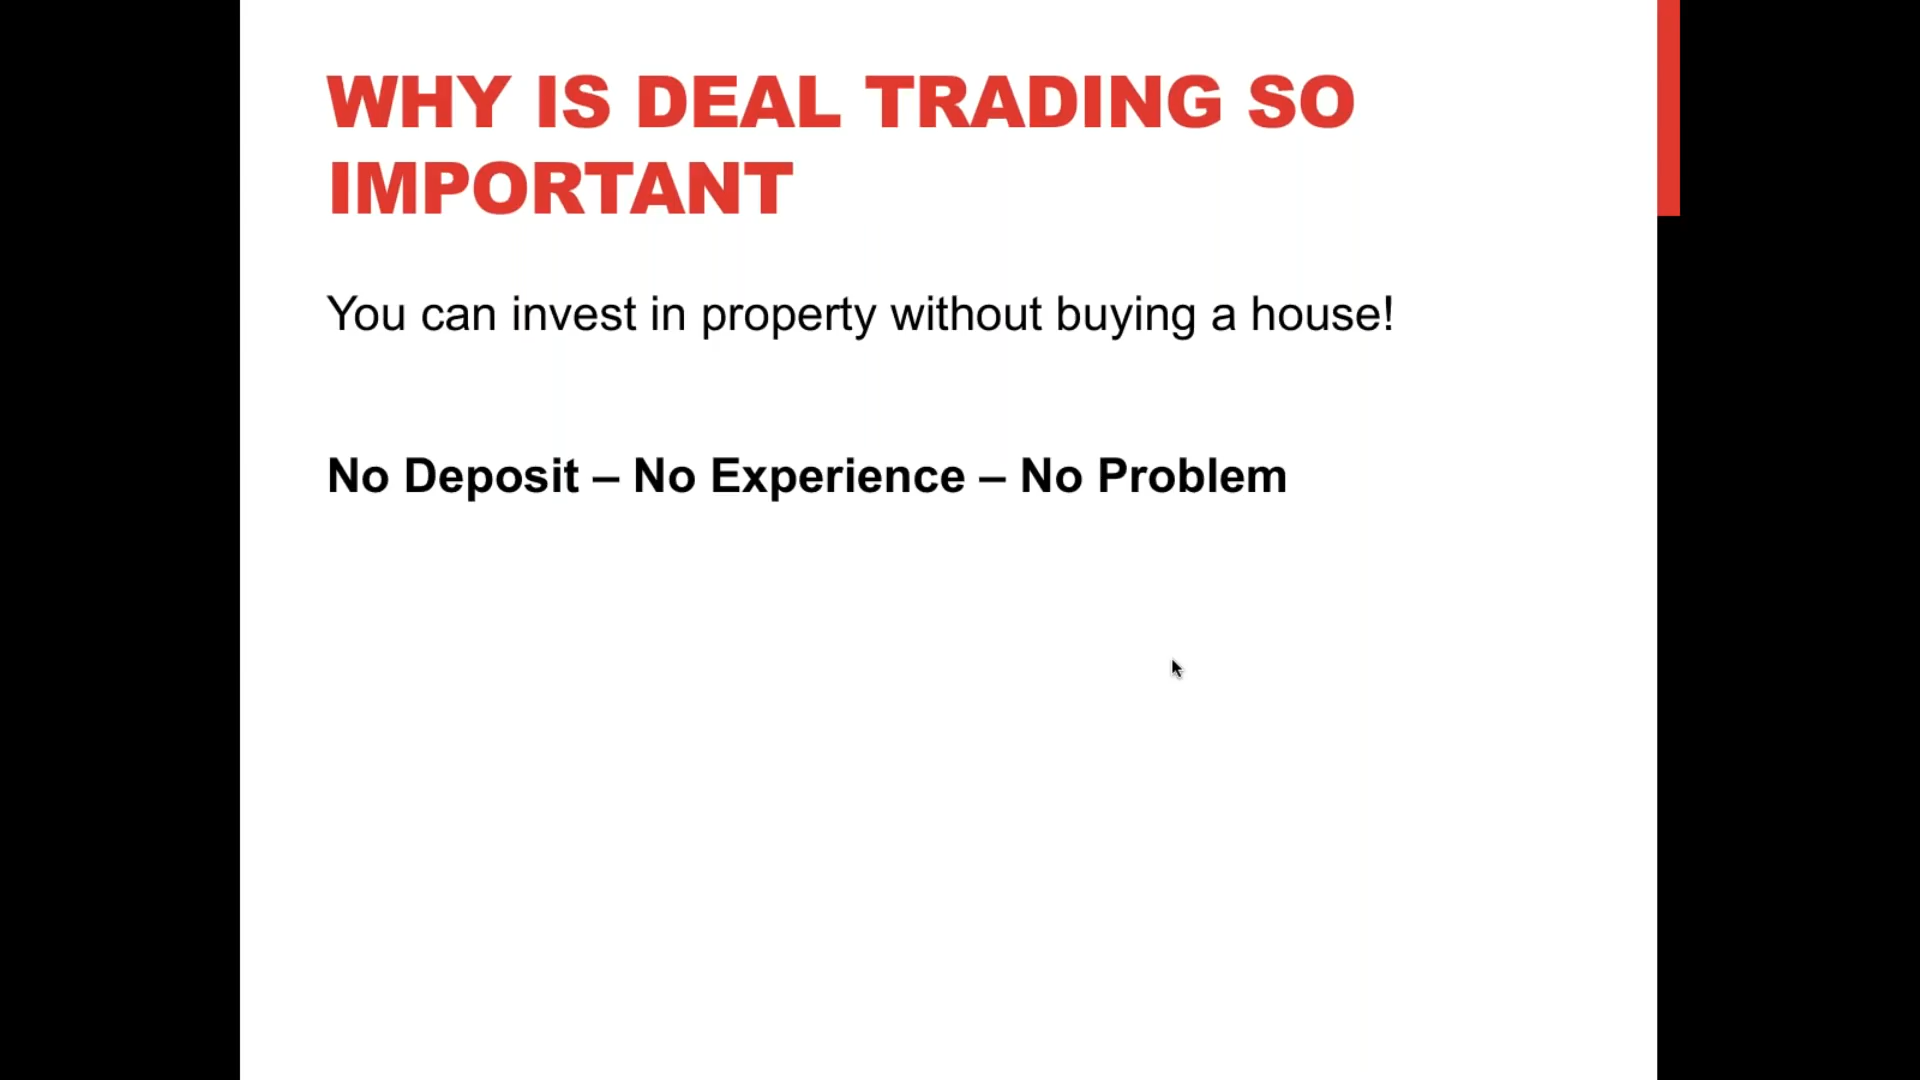 WHY IS DEAL TRADING SO
IMPORTANT
You can invest in property without buying a house!
No Deposit – No Experience – No Problem